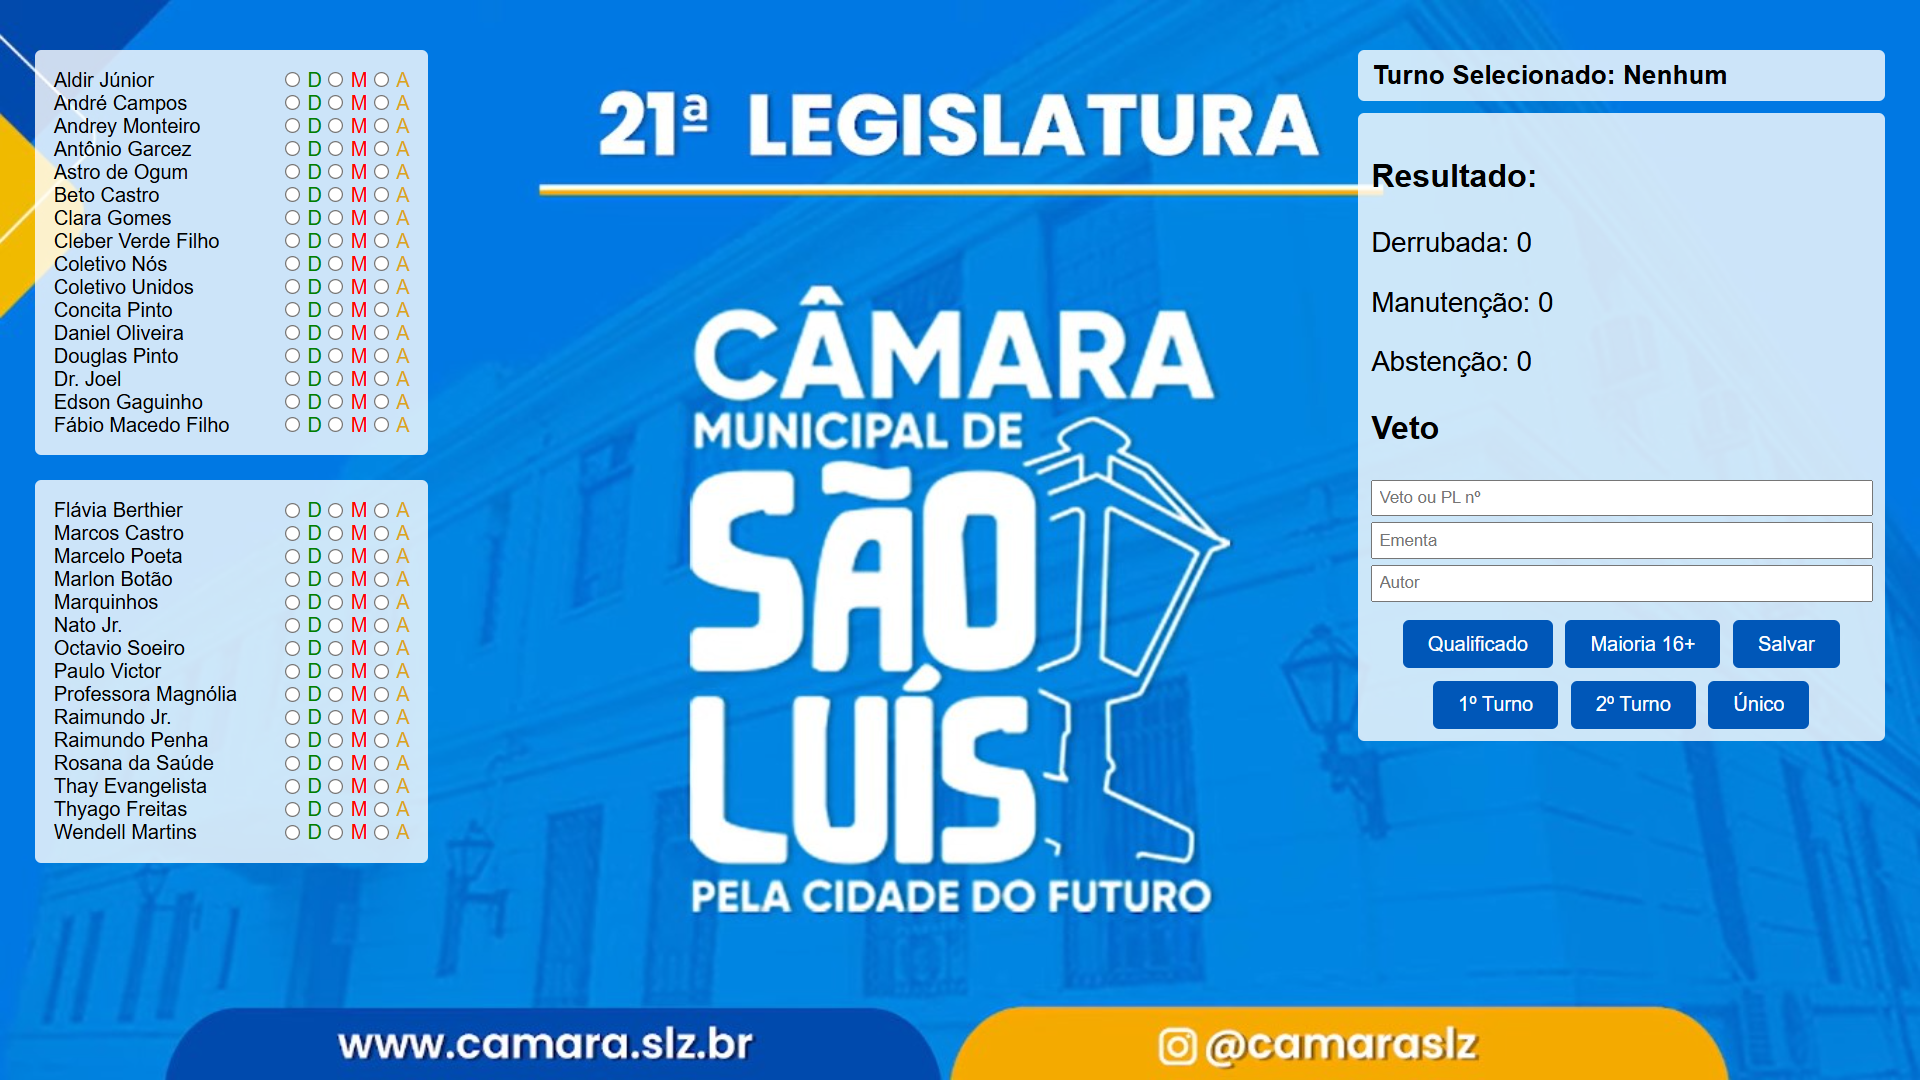 Aldir Júnior D M A
André Campos D M A
Andrey Monteiro D M A
Antônio Garcez D M A
Astro de Ogum D M A
Beto Castro D M A
Clara Gomes D M A
Cleber Verde Filho D M A
Coletivo Nós D M A
Coletivo Unidos D M A
Concita Pinto D M A
Daniel Oliveira D M A
Douglas Pinto D M A
Dr. Joel D M A
Edson Gaguinho D M A
Fábio Macedo Filho D M A
Flávia Berthier D M A
Marcos Castro D M A
Marcelo Poeta D M A
Marlon Botão D M A
Marquinhos D M A
Nato Jr. D M A
Octavio Soeiro D M A
Paulo Victor D M A
Professora Magnólia D M A
Raimundo Jr. D M A
Raimundo Penha D M A
Rosana da Saúde D M A
Thay Evangelista D M A
Thyago Freitas D M A
Wendell Martins D M A
21ª LEGISLATURA
CÂMARA
MUNICIPAL DE
SÃO
LUÍS
PELA CIDADE DO FUTURO
Turno Selecionado: Nenhum
Resultado:
Derrubada: 0
Manutenção: 0
Abstenção: 0
Veto
Veto ou PL nº
Ementa
Autor
Qualificado Maioria 16+ Salvar
1º Turno 2º Turno Único
www.camara.slz.br
@camaraslz